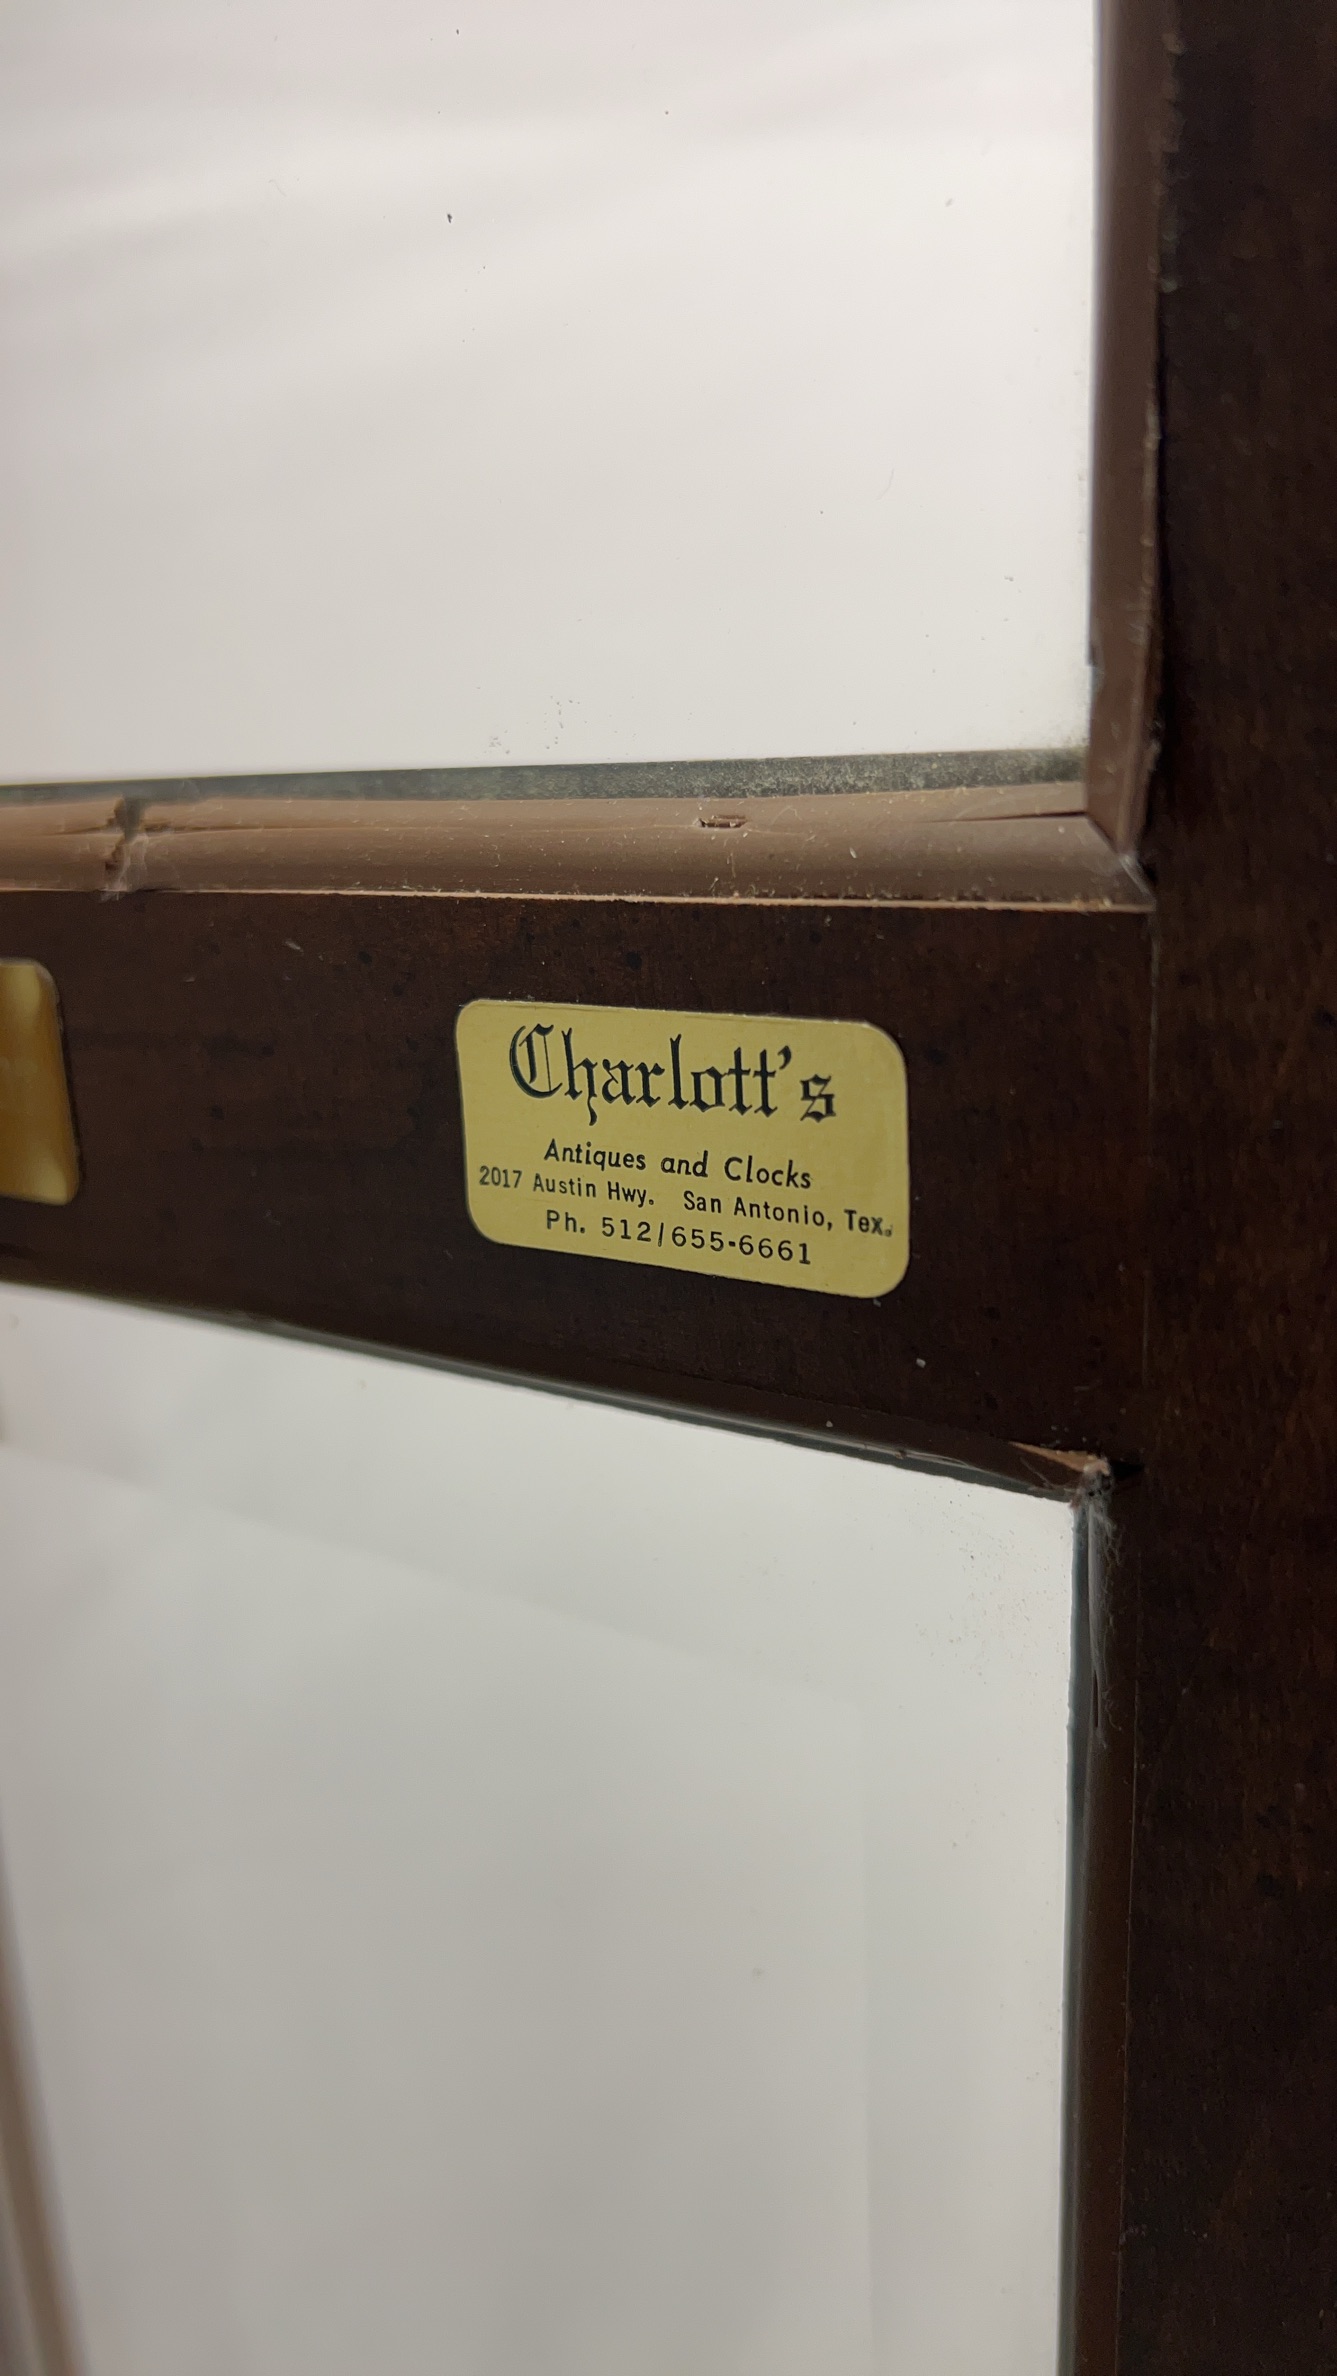 Charlott's
Antiques and Clocks
2017 Austin Hwy. San Antonio, Tex.
Ph. 512/655-6661